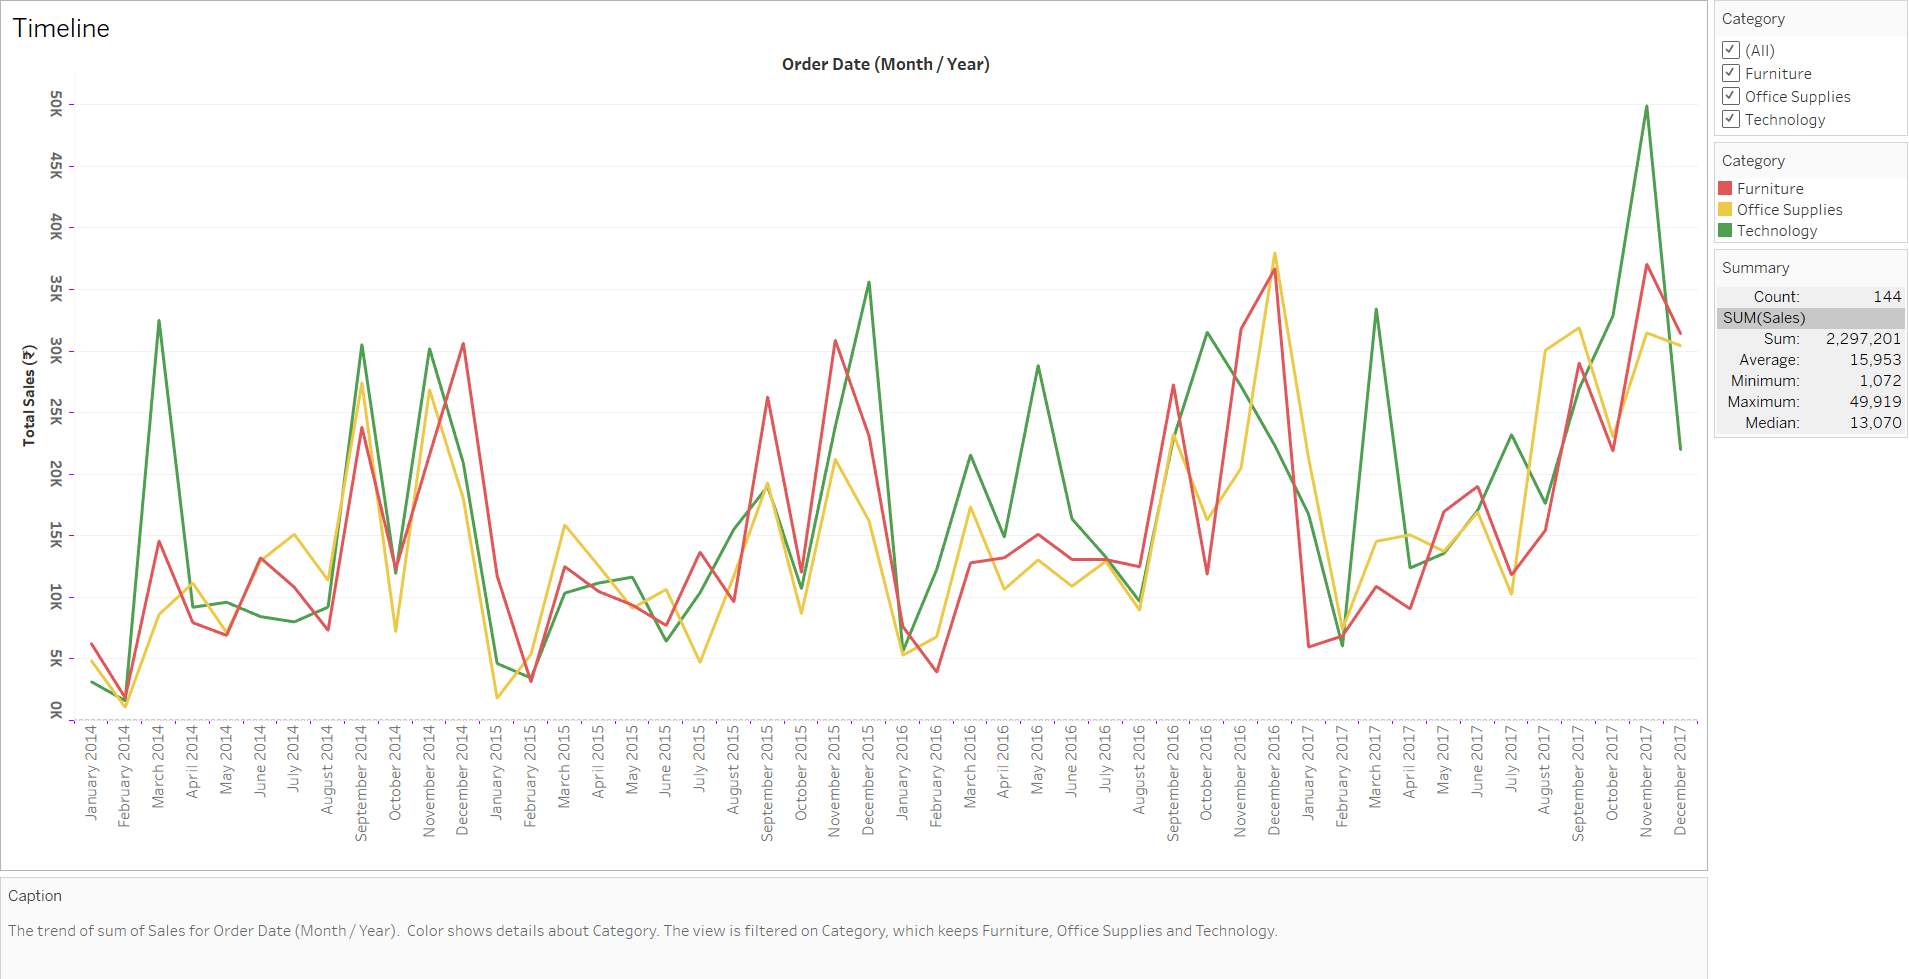 Timeline
Order Date (Month / Year)
Total Sales (₹)
50K
45K
40K
35K
30K
25K
20K
15K
10K
5K
0K
January 2014
February 2014
March 2014
April 2014
May 2014
June 2014
July 2014
August 2014
September 2014
October 2014
November 2014
December 2014
January 2015
February 2015
March 2015
April 2015
May 2015
June 2015
July 2015
August 2015
September 2015
October 2015
November 2015
December 2015
January 2016
February 2016
March 2016
April 2016
May 2016
June 2016
July 2016
August 2016
September 2016
October 2016
November 2016
December 2016
January 2017
February 2017
March 2017
April 2017
May 2017
June 2017
July 2017
August 2017
September 2017
October 2017
November 2017
December 2017
Category
(All)
Furniture
Office Supplies
Technology
Category
Furniture
Office Supplies
Technology
Summary
Count: 144
SUM(Sales)
Sum: 2,297,201
Average: 15,953
Minimum: 1,072
Maximum: 49,919
Median: 13,070
Caption
The trend of sum of Sales for Order Date (Month / Year).  Color shows details about Category. The view is filtered on Category, which keeps Furniture, Office Supplies and Technology.